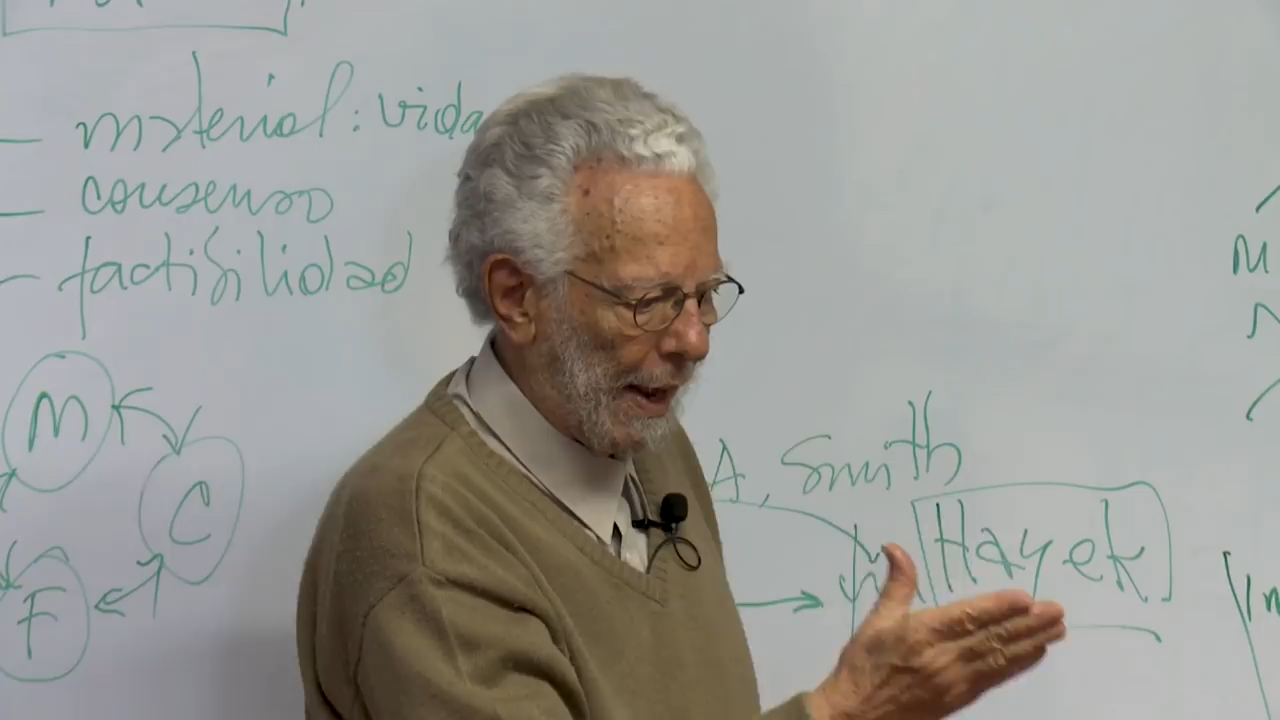 — material: vida
— consenso
— factibilidad
M
C
F
A. Smith
Hayek
M